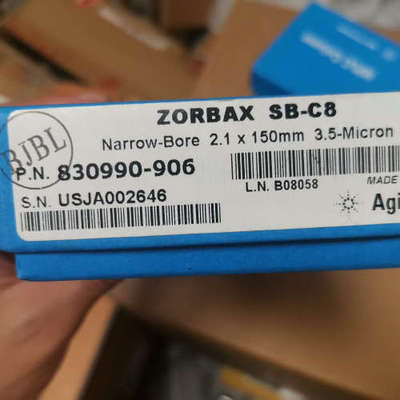 ZORBAX SB-C8
Narrow-Bore 2.1 x 150mm 3.5-Micron
BJBL
P.N. 830990-906
L.N. B08058
MADE
S.N. USJA002646
Agi